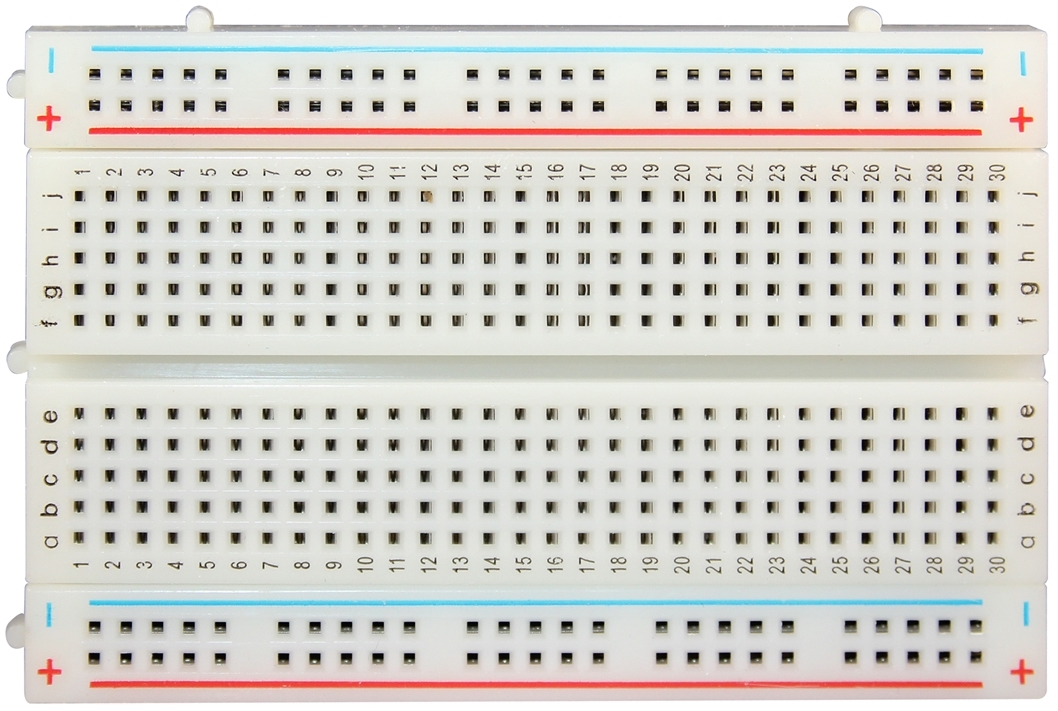 − −
+ +
1 2 3 4 5 6 7 8 9 10 11 12 13 14 15 16 17 18 19 20 21 22 23 24 25 26 27 28 29 30
j j
i i
h h
g g
f f
e e
d d
c c
b b
a a
1 2 3 4 5 6 7 8 9 10 11 12 13 14 15 16 17 18 19 20 21 22 23 24 25 26 27 28 29 30
− −
+ +